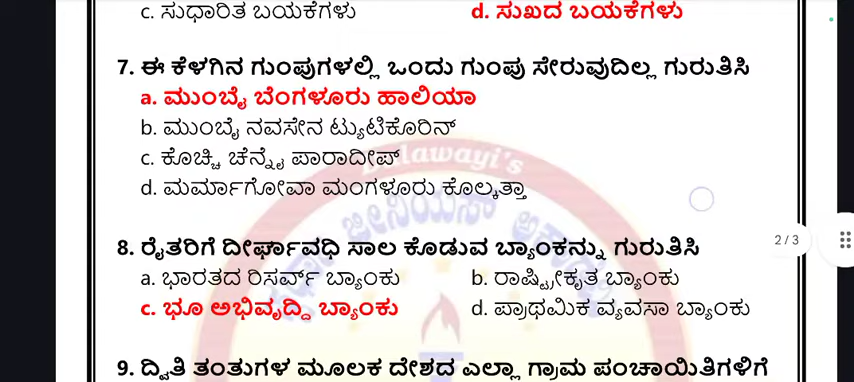 c. ಸುಧಾರಿತ ಬಯಕೆಗಳು d. ಸುಖದ ಬಯಕೆಗಳು
7. ಈ ಕೆಳಗಿನ ಗುಂಪುಗಳಲ್ಲಿ ಒಂದು ಗುಂಪು ಸೇರುವುದಿಲ್ಲ ಗುರುತಿಸಿ
a. ಮುಂಬೈ ಬೆಂಗಳೂರು ಹಾಲಿಯಾ
b. ಮುಂಬೈ ನವಸೇನ ಟ್ಯುಟಿಕೊರಿನ್
c. ಕೊಚ್ಚಿ ಚೆನ್ನೈ ಪಾರಾದೀಪ್
d. ಮರ್ಮಾಗೋವಾ ಮಂಗಳೂರು ಕೊಲ್ಕತ್ತಾ
8. ರೈತರಿಗೆ ದೀರ್ಘಾವಧಿ ಸಾಲ ಕೊಡುವ ಬ್ಯಾಂಕನ್ನು ಗುರುತಿಸಿ
2 / 3
a. ಭಾರತದ ರಿಸರ್ವ್ ಬ್ಯಾಂಕು b. ರಾಷ್ಟ್ರೀಕೃತ ಬ್ಯಾಂಕು
c. ಭೂ ಅಭಿವೃದ್ದಿ ಬ್ಯಾಂಕು d. ಪ್ರಾಥಮಿಕ ವ್ಯವಸಾ ಬ್ಯಾಂಕು
9. ದ್ವಿತಿ ತಂತುಗಳ ಮೂಲಕ ದೇಶದ ಎಲ್ಲಾ ಗ್ರಾಮ ಪಂಚಾಯಿತಿಗಳಿಗೆ